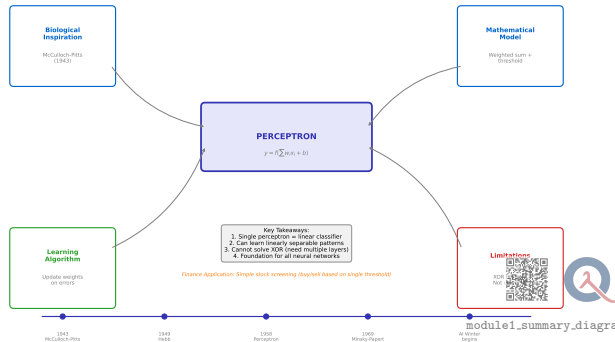 Biological
Inspiration
McCulloch-Pitts
(1943)
Mathematical
Model
Weighted sum +
threshold
PERCEPTRON
y = f(∑wᵢxᵢ + b)
Learning
Algorithm
Update weights
on errors
Key Takeaways:
1. Single perceptron = linear classifier
2. Can learn linearly separable patterns
3. Cannot solve XOR (need multiple layers)
4. Foundation for all neural networks
Finance Application: Simple stock screening (buy/sell based on single threshold)
Limitations
XOR
Not
1943
McCulloch-Pitts
1949
Hebb
1958
Perceptron
1969
Minsky-Papert
AI Winter
begins
module1_summary_diagra